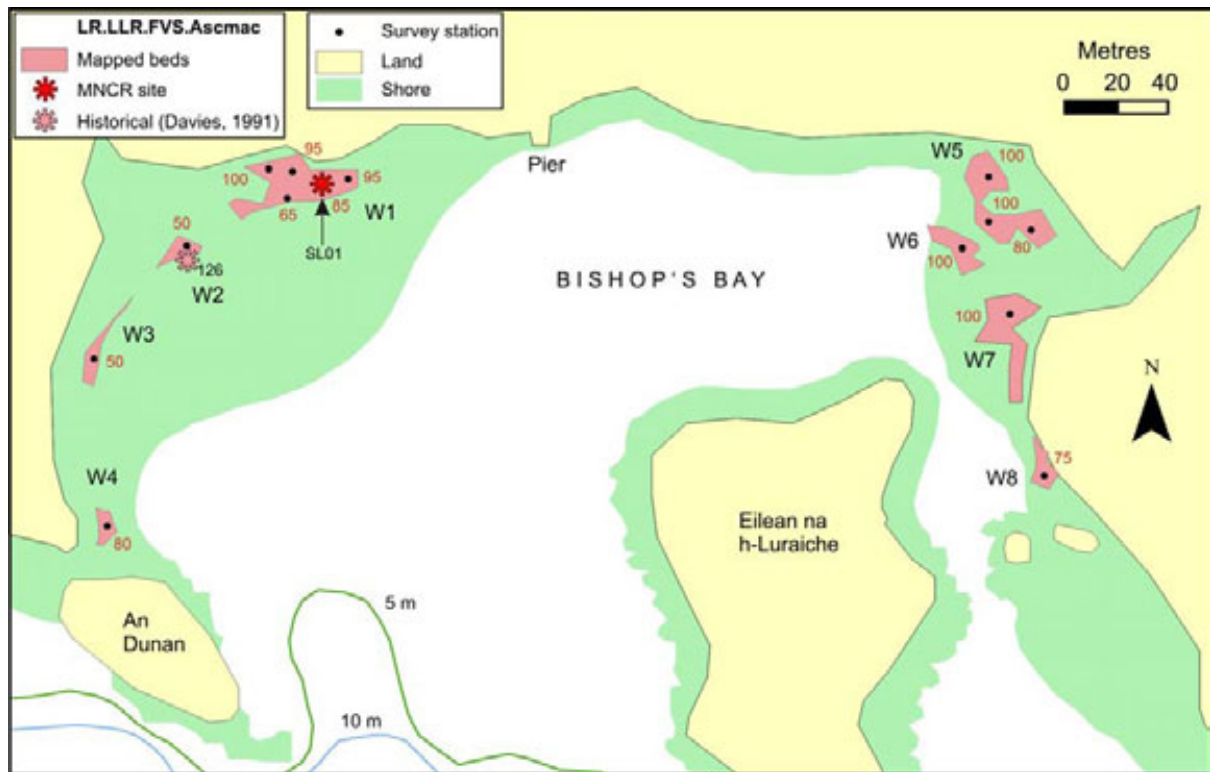 LR.LLR.FVS.Ascmac
Mapped beds
MNCR site
Historical (Davies, 1991)
Survey station
Land
Shore
Metres
0 20 40
95
100
95
65
85
W1
SL01
50
126
W2
W3
50
W4
80
An
Dunan
Pier
BISHOP'S BAY
5 m
10 m
Eilean na
h-Luraiche
W5
100
100
80
W6
100
100
W7
N
75
W8